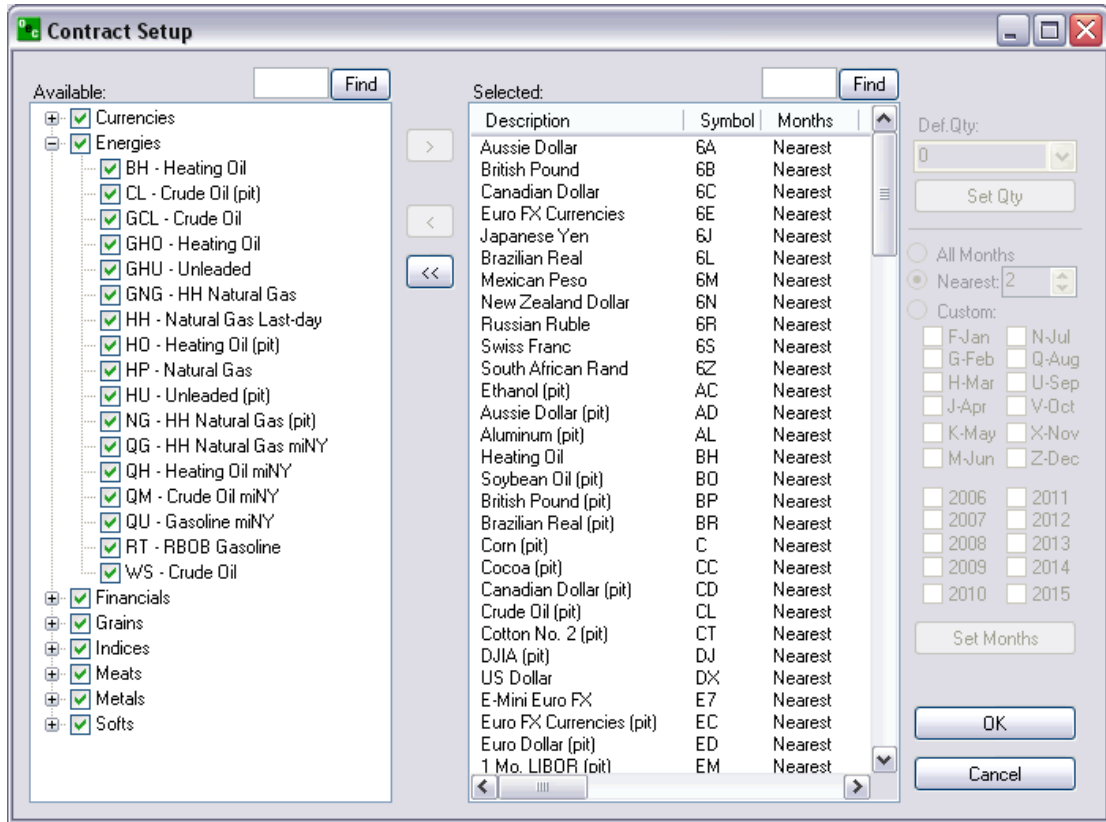 Contract Setup
Available:
Find
Currencies
Energies
BH - Heating Oil
CL - Crude Oil (pit)
GCL - Crude Oil
GHO - Heating Oil
GHU - Unleaded
GNG - HH Natural Gas
HH - Natural Gas Last-day
HO - Heating Oil (pit)
HP - Natural Gas
HU - Unleaded (pit)
NG - HH Natural Gas (pit)
QG - HH Natural Gas miNY
QH - Heating Oil miNY
QM - Crude Oil miNY
QU - Gasoline miNY
RT - RBOB Gasoline
WS - Crude Oil
Financials
Grains
Indices
Meats
Metals
Softs
>
<
<<
Selected:
Find
Description Symbol Months
Aussie Dollar 6A Nearest
British Pound 6B Nearest
Canadian Dollar 6C Nearest
Euro FX Currencies 6E Nearest
Japanese Yen 6J Nearest
Brazilian Real 6L Nearest
Mexican Peso 6M Nearest
New Zealand Dollar 6N Nearest
Russian Ruble 6R Nearest
Swiss Franc 6S Nearest
South African Rand 6Z Nearest
Ethanol (pit) AC Nearest
Aussie Dollar (pit) AD Nearest
Aluminum (pit) AL Nearest
Heating Oil BH Nearest
Soybean Oil (pit) BO Nearest
British Pound (pit) BP Nearest
Brazilian Real (pit) BR Nearest
Corn (pit) C Nearest
Cocoa (pit) CC Nearest
Canadian Dollar (pit) CD Nearest
Crude Oil (pit) CL Nearest
Cotton No. 2 (pit) CT Nearest
DJIA (pit) DJ Nearest
US Dollar DX Nearest
E-Mini Euro FX E7 Nearest
Euro FX Currencies (pit) EC Nearest
Euro Dollar (pit) ED Nearest
1 Mo. LIBOR (pit) EM Nearest
Def.Qty:
0
Set Qty
All Months
Nearest: 2
Custom:
F-Jan N-Jul
G-Feb Q-Aug
H-Mar U-Sep
J-Apr V-Oct
K-May X-Nov
M-Jun Z-Dec
2006 2011
2007 2012
2008 2013
2009 2014
2010 2015
Set Months
OK
Cancel